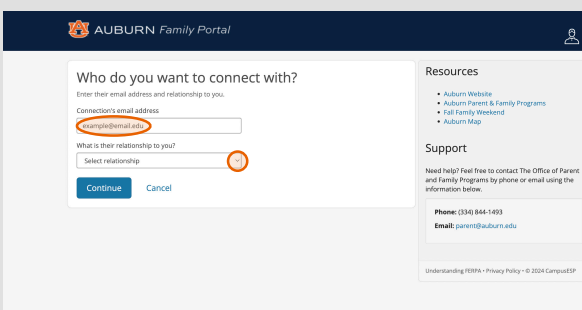 AUBURN Family Portal
Who do you want to connect with?
Enter their email address and relationship to you.
Connection's email address
example@email.edu
What is their relationship to you?
Select relationship
Continue Cancel
Resources
• Auburn Website
• Auburn Parent & Family Programs
• Fall Family Weekend
• Auburn Map
Support
Need help? Feel free to contact The Office of Parent
and Family Programs by phone or email using the
information below.
Phone: (334) 844-1493
Email: parent@auburn.edu
Understanding FERPA • Privacy Policy • © 2024 CampusESP